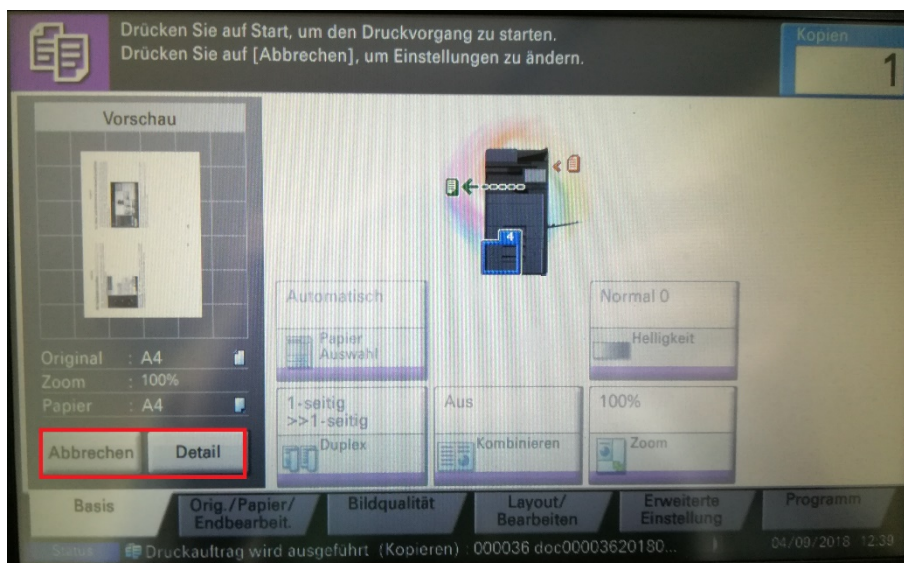 Drücken Sie auf Start, um den Druckvorgang zu starten.
Drücken Sie auf [Abbrechen], um Einstellungen zu ändern.
Kopien
1
Vorschau
Original : A4
Zoom : 100%
Papier : A4
Abbrechen
Detail
4
Automatisch
Papier
Auswahl
Normal 0
Helligkeit
1-seitig
>>1-seitig
Duplex
Aus
Kombinieren
100%
Zoom
Basis
Orig./Papier/
Endbearbeit.
Bildqualität
Layout/
Bearbeiten
Erweiterte
Einstellung
Programm
Status
Druckauftrag wird ausgeführt (Kopieren) : 000036 doc00003620180...
04/09/2018 12:39